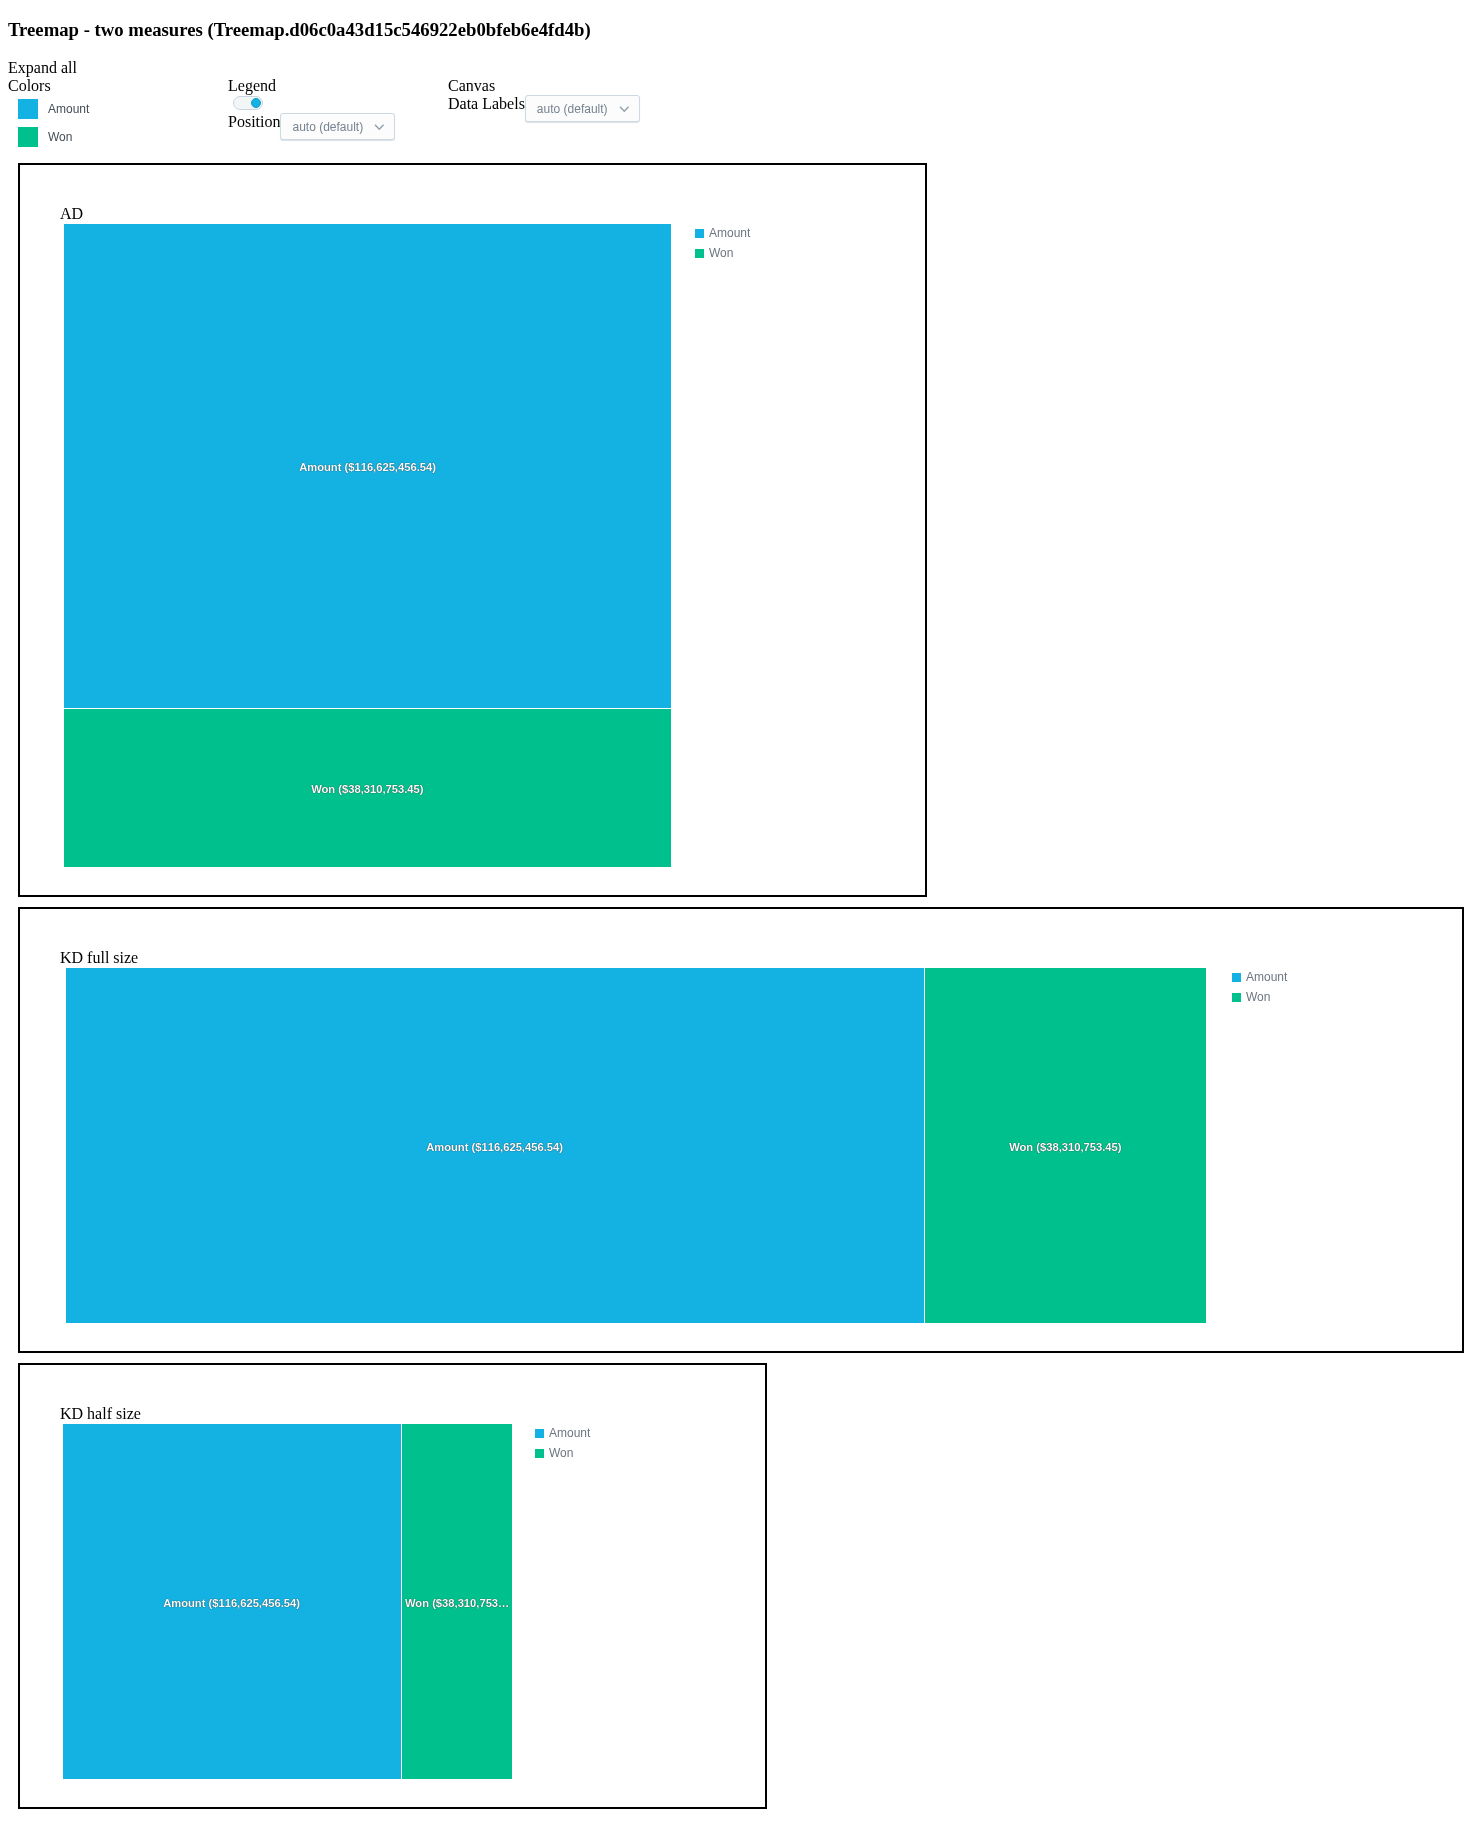 Treemap - two measures (Treemap.d06c0a43d15c546922eb0bfeb6e4fd4b)
Expand all
Colors
Amount
Won
Legend
Position auto (default)
Canvas
Data Labels auto (default)
AD
Amount
Won
Amount ($116,625,456.54)
Won ($38,310,753.45)
KD full size
Amount
Won
Amount ($116,625,456.54) Won ($38,310,753.45)
KD half size
Amount
Won
Amount ($116,625,456.54) Won ($38,310,753…